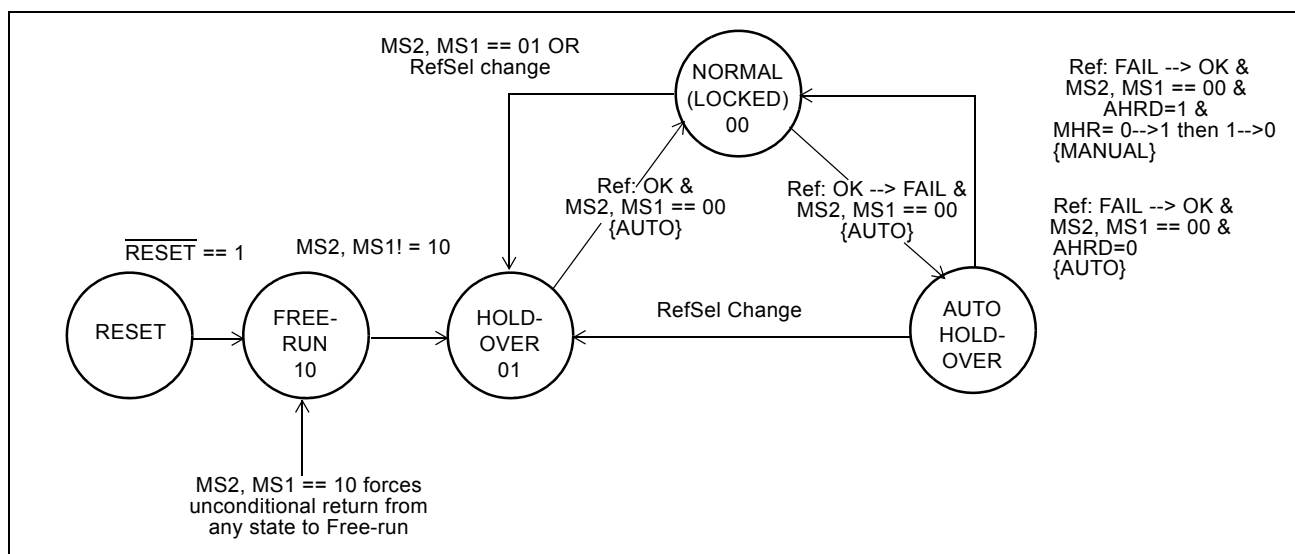 MS2, MS1 == 01 OR
RefSel change
NORMAL
(LOCKED)
00
Ref: FAIL --> OK &
MS2, MS1 == 00 &
AHRD=1 &
MHR= 0-->1 then 1-->0
{MANUAL}
Ref: OK &
MS2, MS1 == 00
{AUTO}
Ref: OK --> FAIL &
MS2, MS1 == 00
{AUTO}
Ref: FAIL --> OK &
MS2, MS1 == 00 &
AHRD=0
{AUTO}
RESET == 1
MS2, MS1! = 10
RESET
FREE-
RUN
10
HOLD-
OVER
01
RefSel Change
AUTO
HOLD-
OVER
MS2, MS1 == 10 forces
unconditional return from
any state to Free-run